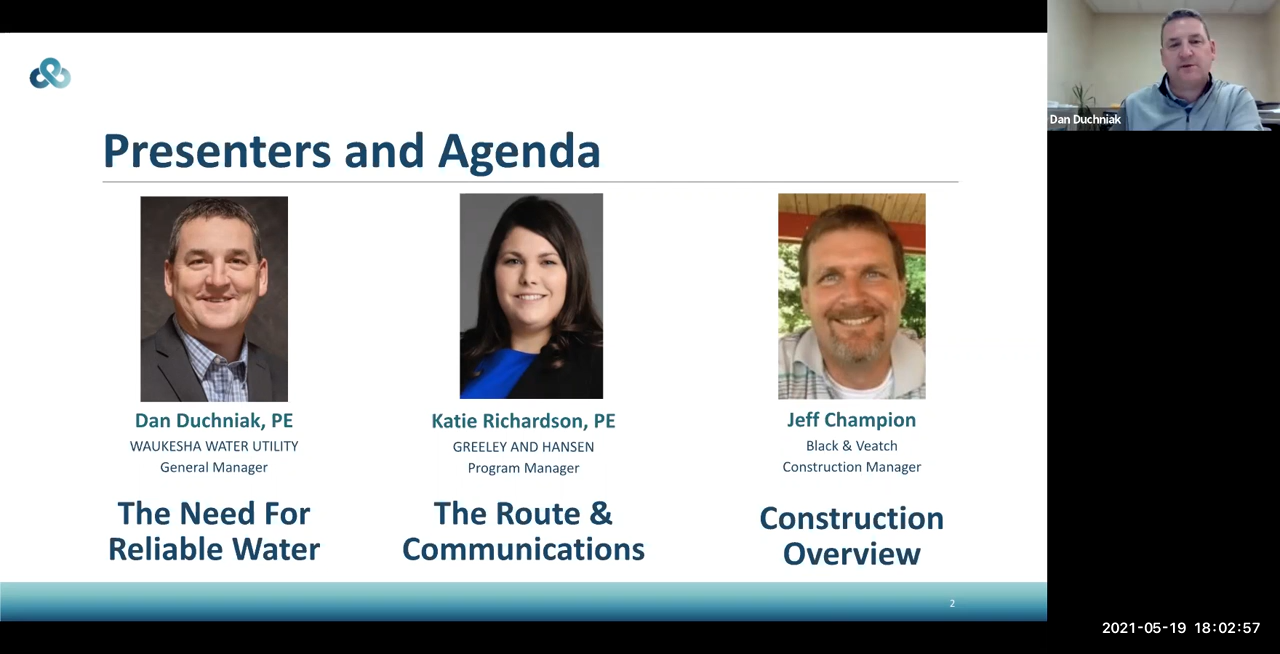 Dan Duchniak
Presenters and Agenda
Dan Duchniak, PE
WAUKESHA WATER UTILITY
General Manager
The Need For
Reliable Water
Katie Richardson, PE
GREELEY AND HANSEN
Program Manager
The Route &
Communications
Jeff Champion
Black & Veatch
Construction Manager
Construction
Overview
2
2021-05-19 18:02:57